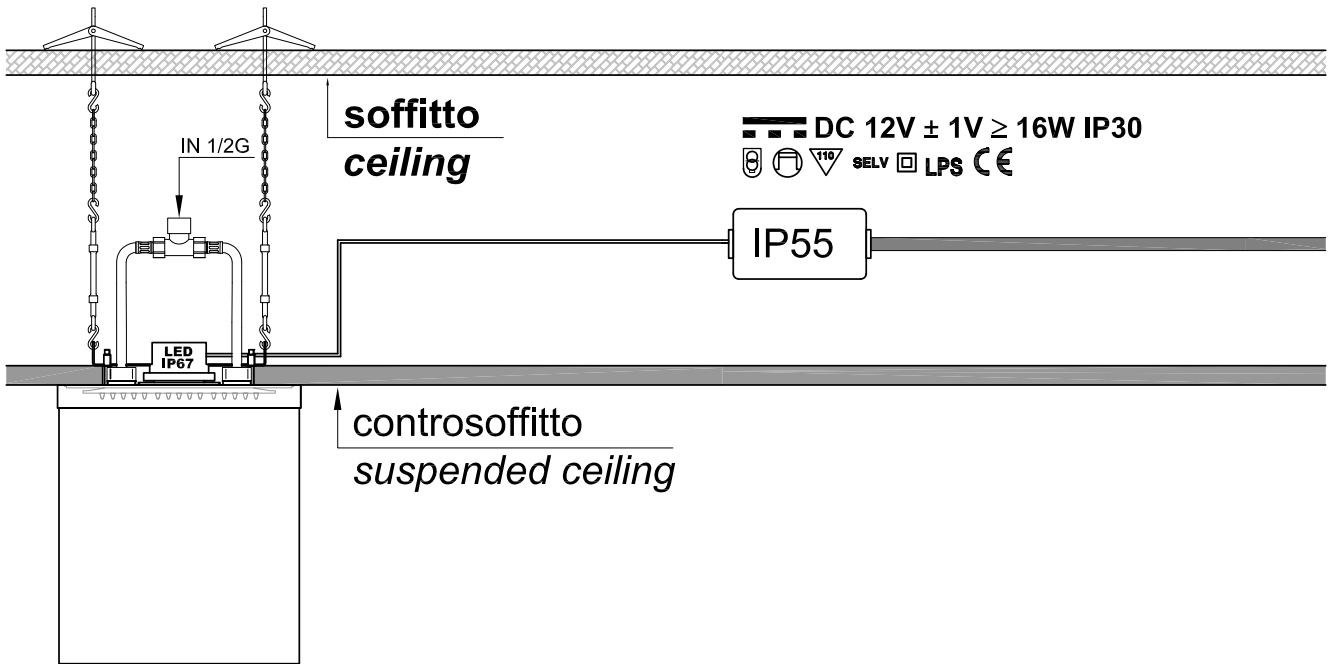 soffitto
ceiling
IN 1/2G
DC 12V ± 1V ≥ 16W IP30
110 SELV LPS CE
IP55
LED
IP67
controsoffitto
suspended ceiling